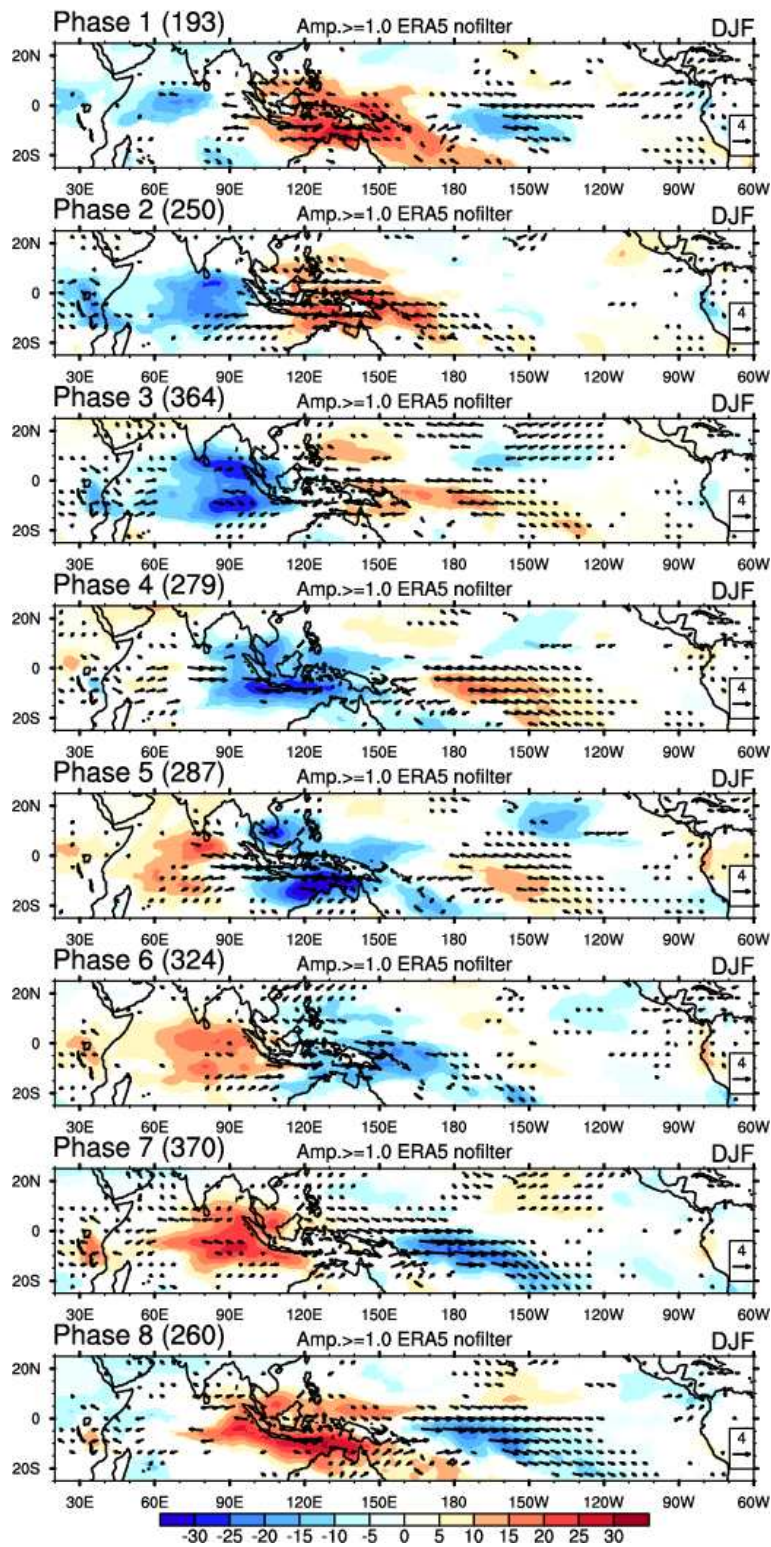 Phase 1 (193) Amp.>=1.0 ERA5 nofilter DJF
20N
0
4
20S
30E 60E 90E 120E 150E 180 150W 120W 90W 60W
Phase 2 (250) Amp.>=1.0 ERA5 nofilter DJF
20N
0
4
20S
30E 60E 90E 120E 150E 180 150W 120W 90W 60W
Phase 3 (364) Amp.>=1.0 ERA5 nofilter DJF
20N
0
4
20S
30E 60E 90E 120E 150E 180 150W 120W 90W 60W
Phase 4 (279) Amp.>=1.0 ERA5 nofilter DJF
20N
0
4
20S
30E 60E 90E 120E 150E 180 150W 120W 90W 60W
Phase 5 (287) Amp.>=1.0 ERA5 nofilter DJF
20N
0
4
20S
30E 60E 90E 120E 150E 180 150W 120W 90W 60W
Phase 6 (324) Amp.>=1.0 ERA5 nofilter DJF
20N
0
4
20S
30E 60E 90E 120E 150E 180 150W 120W 90W 60W
Phase 7 (370) Amp.>=1.0 ERA5 nofilter DJF
20N
0
4
20S
30E 60E 90E 120E 150E 180 150W 120W 90W 60W
Phase 8 (260) Amp.>=1.0 ERA5 nofilter DJF
20N
0
4
20S
30E 60E 90E 120E 150E 180 150W 120W 90W 60W
-30 -25 -20 -15 -10 -5 0 5 10 15 20 25 30